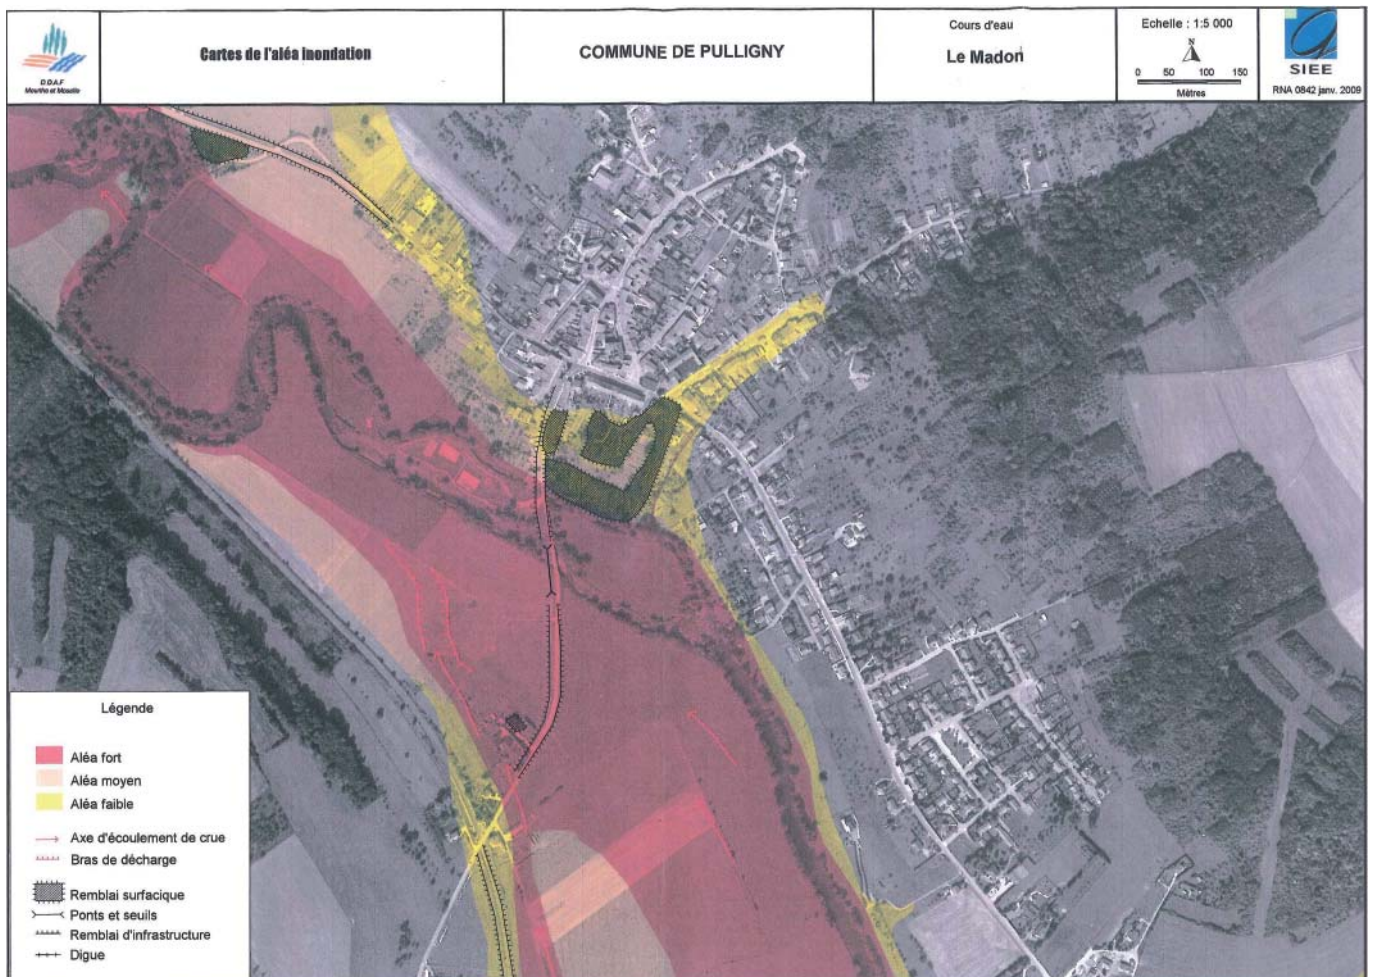 D.D.A.F
Meurthe et Moselle
Cartes de l'aléa inondation
COMMUNE DE PULLIGNY
Cours d'eau
Le Madon
Echelle : 1:5 000
N
0 50 100 150
Mètres
SIEE
RNA 0842 janv. 2009
Légende
Aléa fort
Aléa moyen
Aléa faible
Axe d'écoulement de crue
Bras de décharge
Remblai surfacique
Ponts et seuils
Remblai d'infrastructure
Digue